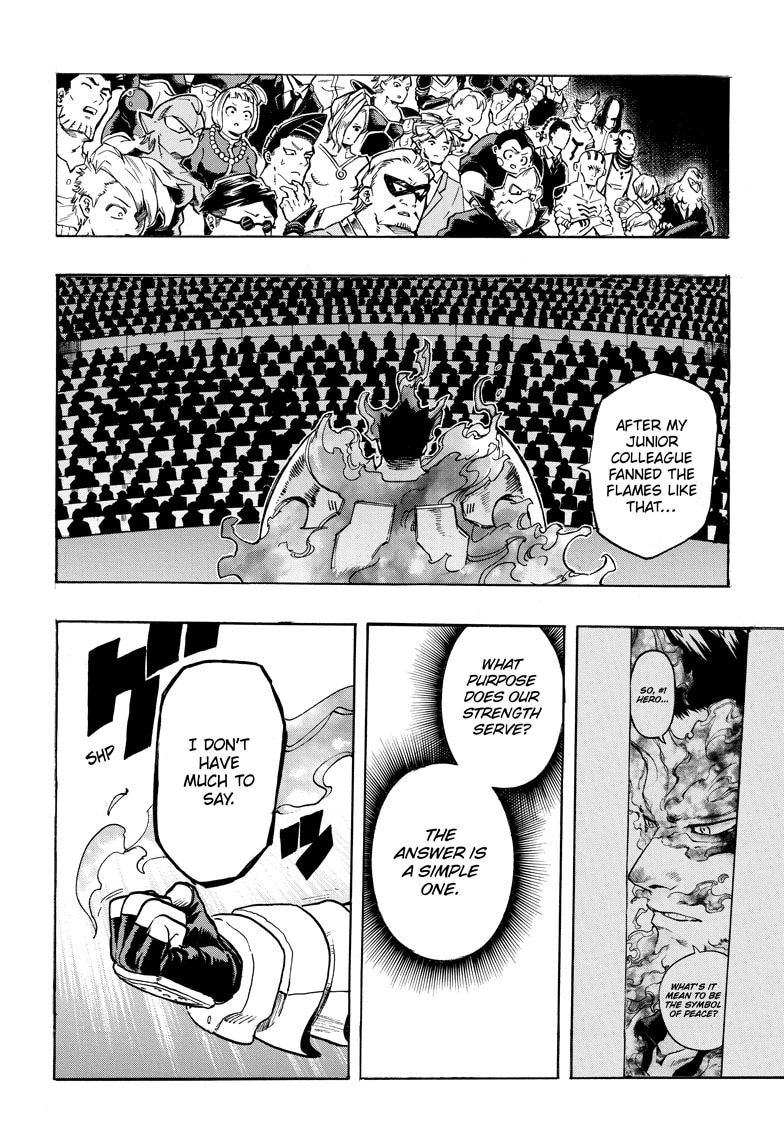 AFTER MY
JUNIOR
COLLEAGUE
FANNED THE
FLAMES LIKE
THAT...
SO, #1
HERO...
WHAT'S IT
MEAN TO BE
THE SYMBOL
OF PEACE?
WHAT
PURPOSE
DOES OUR
STRENGTH
SERVE?
THE
ANSWER IS
A SIMPLE
ONE.
I DON'T
HAVE
MUCH TO
SAY.
グッ
SHP